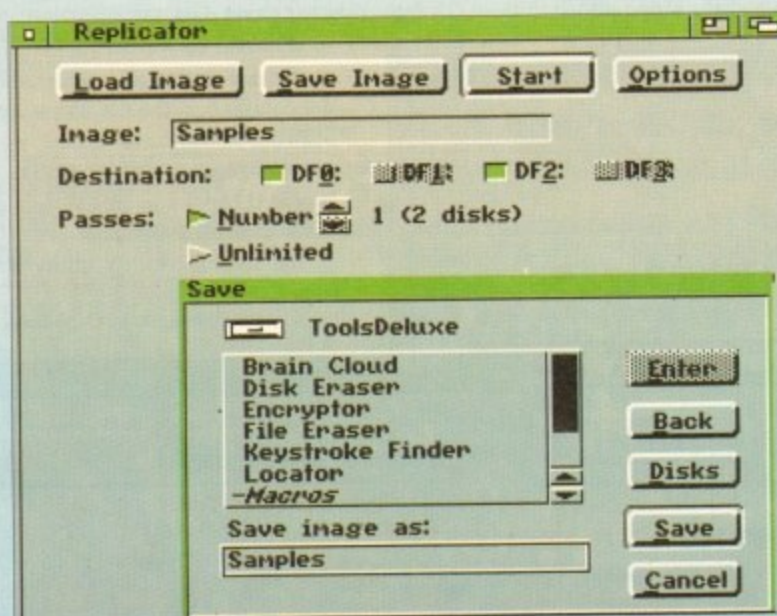 Replicator
Load Image Save Image Start Options
Image: Samples
Destination: DF0: DF1: DF2: DF3:
Passes: Number 1 (2 disks)
Unlimited
Save
ToolsDeluxe
Brain Cloud
Disk Eraser
Encryptor
File Eraser
Keystroke Finder
Locator
-Macros
Enter
Back
Disks
Save image as:
Save
Samples
Cancel